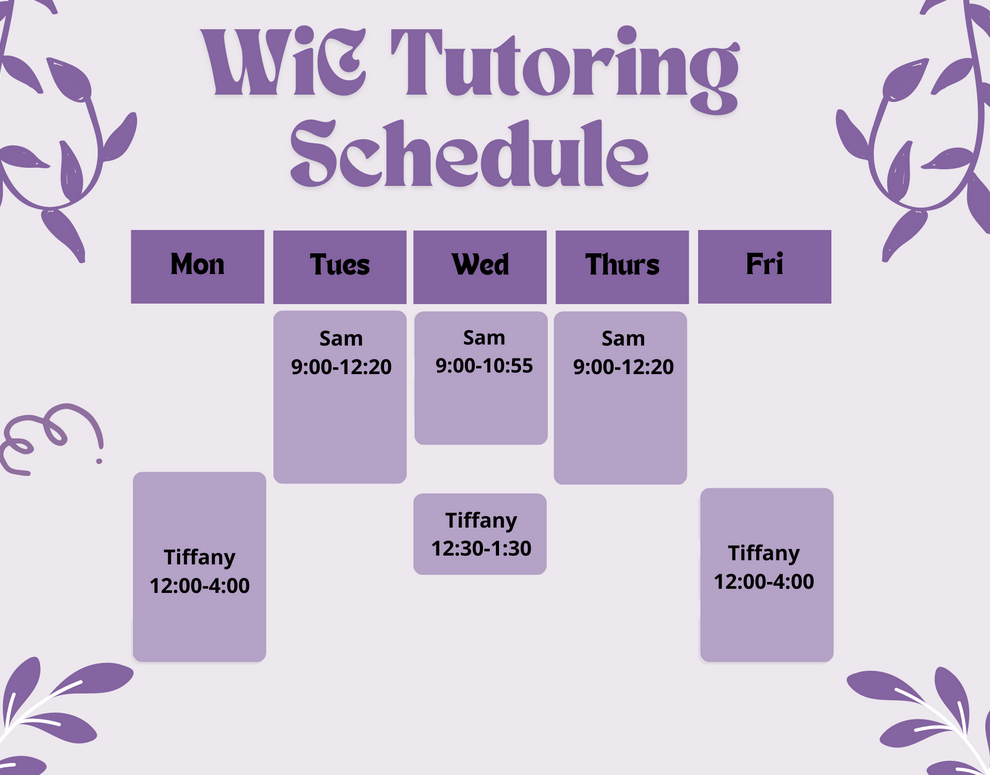 WiC Tutoring
Schedule
Mon
Tues
Wed
Thurs
Fri
Sam
9:00-12:20
Sam
9:00-10:55
Sam
9:00-12:20
Tiffany
12:00-4:00
Tiffany
12:30-1:30
Tiffany
12:00-4:00